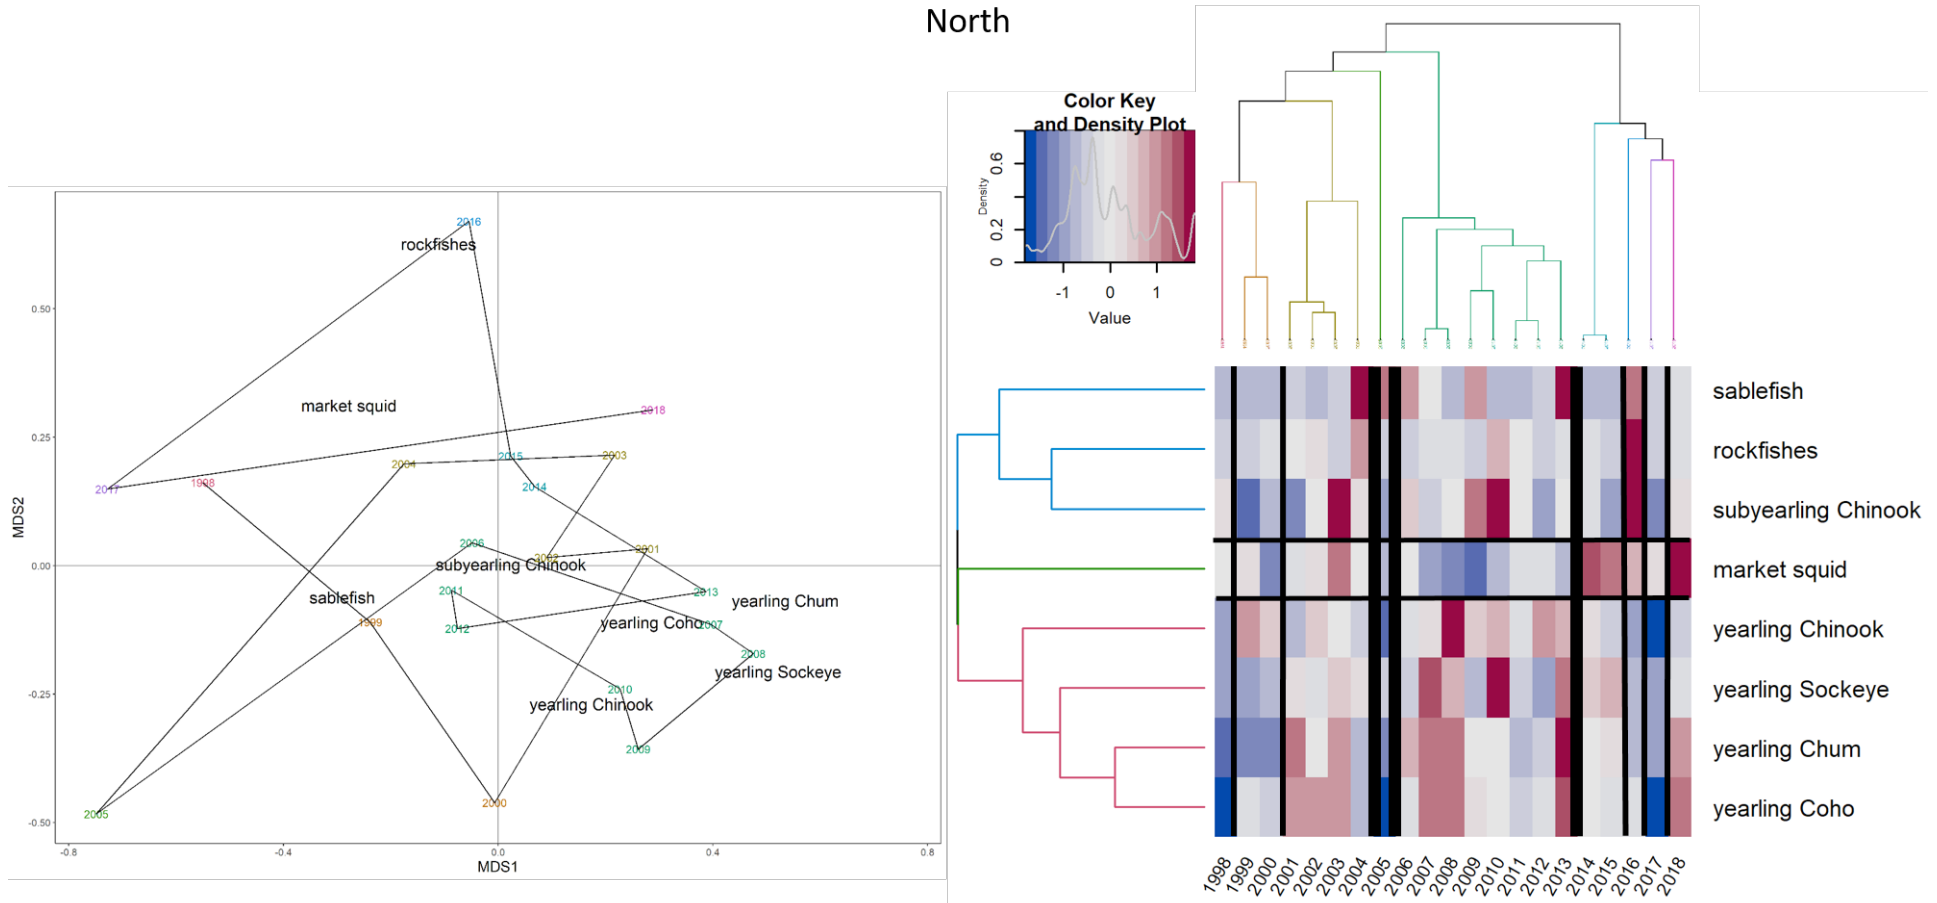 North
Color Key
and Density Plot
Density
0 0.2 0.6
-1 0 1
Value
MDS2
0.50
0.25
0.00
-0.25
-0.50
-0.8 -0.4 0.0 0.4 0.8
MDS1
2016
rockfishes
market squid
2018
2015
2003
2004
2017
1998
2014
2006
2002
2001
subyearling Chinook
2011
2013
sablefish
yearling Chum
1999
2012
yearling Coho
2007
2008
yearling Sockeye
2010
yearling Chinook
2009
2000
2005
sablefish
rockfishes
subyearling Chinook
market squid
yearling Chinook
yearling Sockeye
yearling Chum
yearling Coho
1998 1999 2000 2001 2002 2003 2004 2005 2006 2007 2008 2009 2010 2011 2012 2013 2014 2015 2016 2017 2018